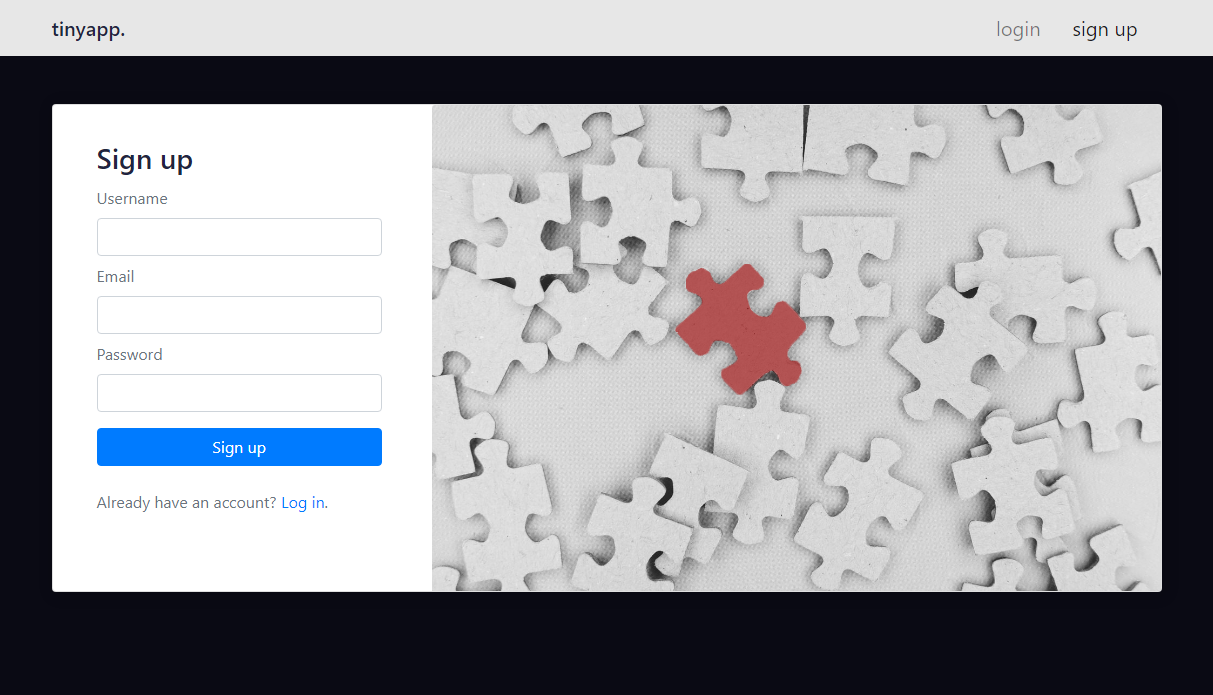 tinyapp.
login
sign up
Sign up
Username
Email
Password
Sign up
Already have an account? Log in.